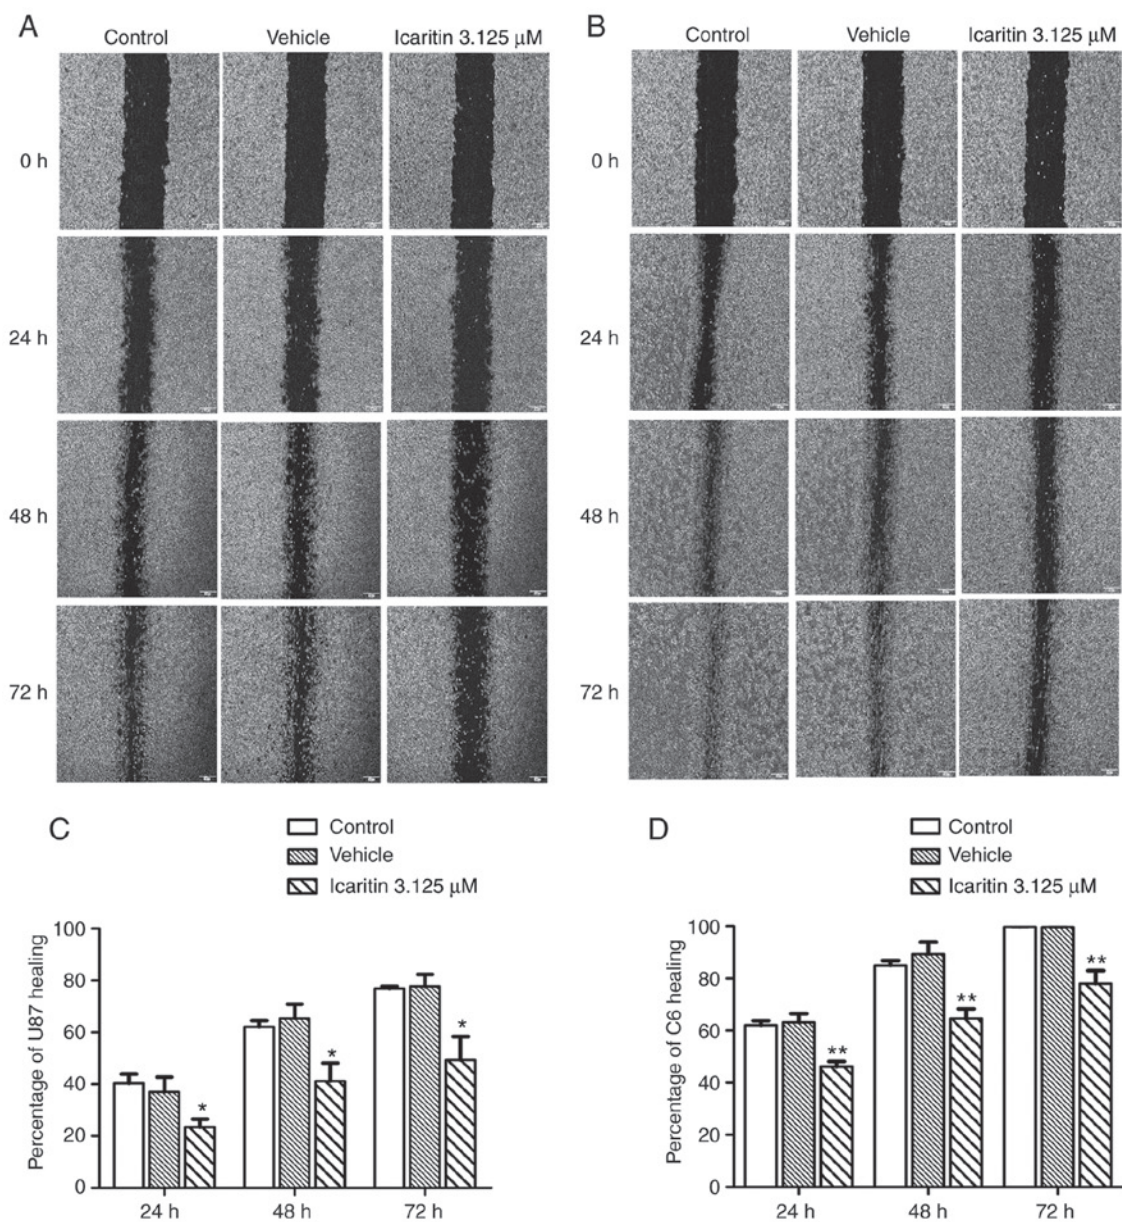 A
Control Vehicle Icaritin 3.125 μM
0 h
24 h
48 h
72 h
B
Control Vehicle Icaritin 3.125 μM
0 h
24 h
48 h
72 h
C
Control
Vehicle
Icaritin 3.125 μM
Percentage of U87 healing
100
80
60
40
20
0
*
*
*
24 h 48 h 72 h
D
Control
Vehicle
Icaritin 3.125 μM
Percentage of C6 healing
100
80
60
40
20
0
**
**
**
24 h 48 h 72 h